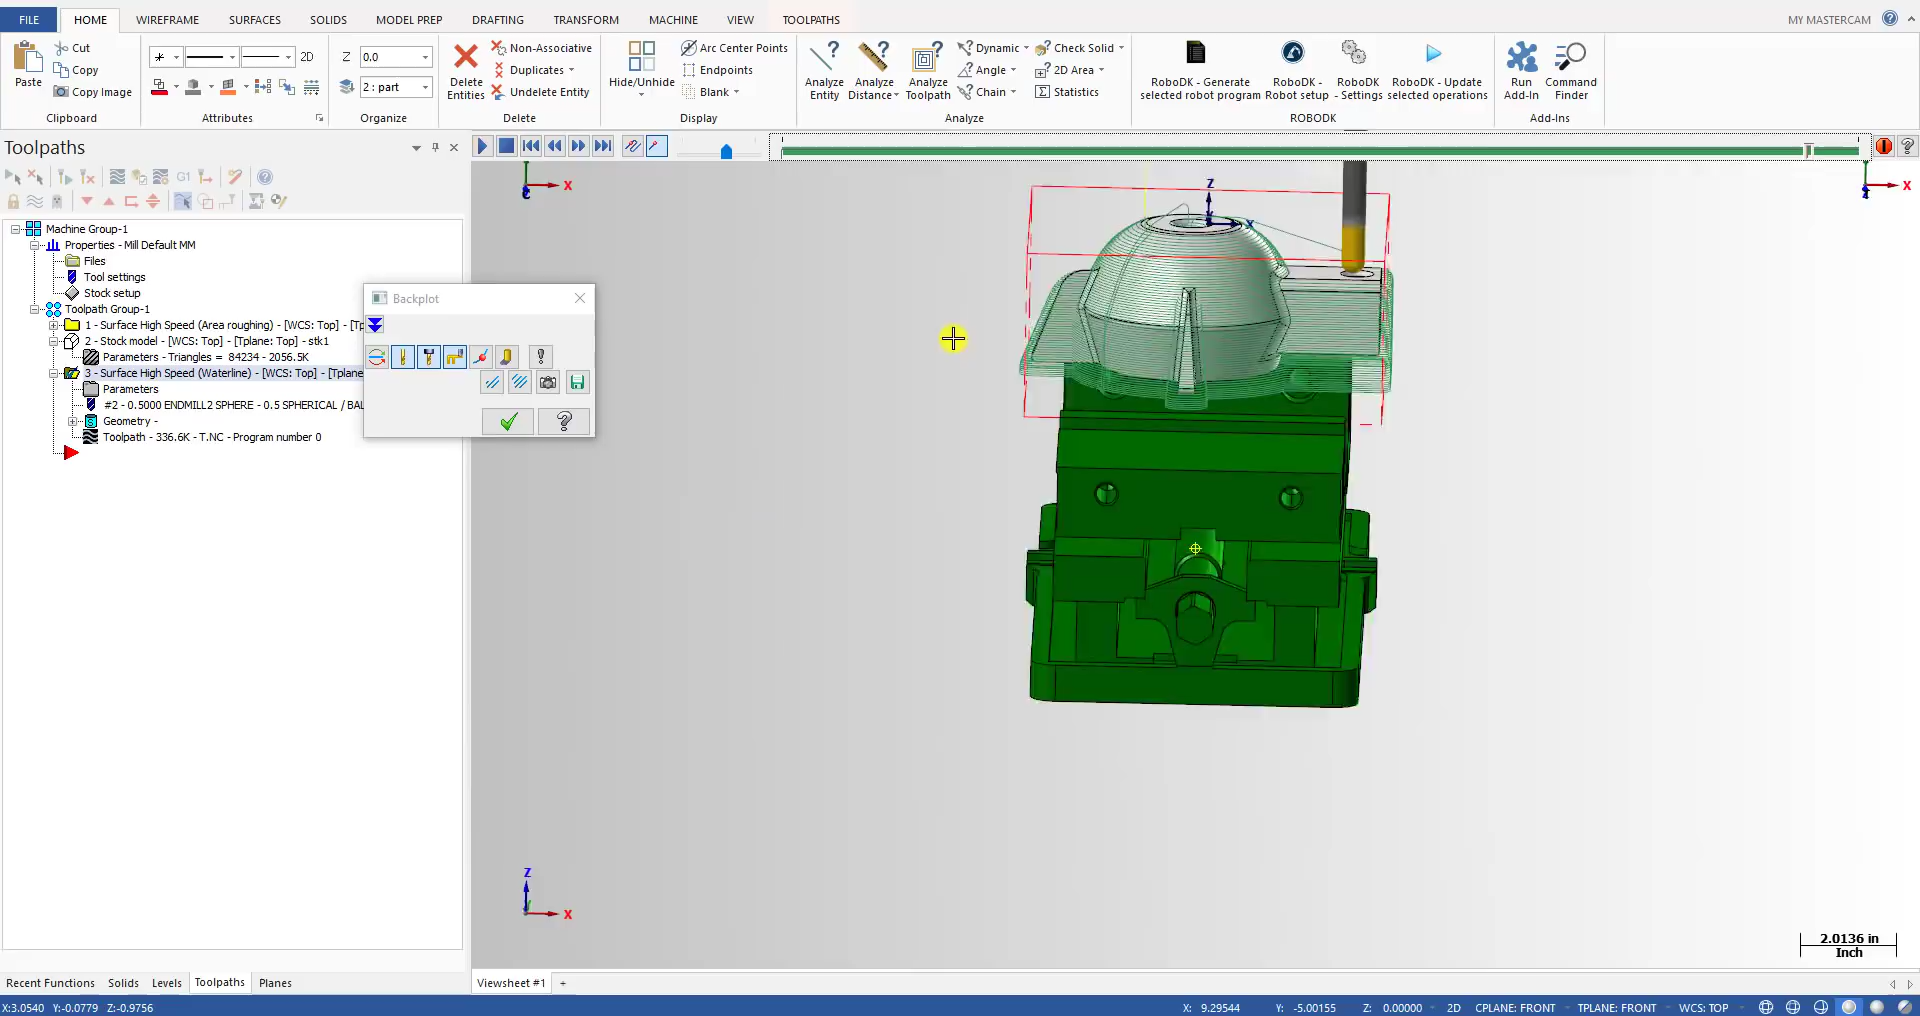 FILE HOME WIREFRAME SURFACES SOLIDS MODEL PREP DRAFTING TRANSFORM MACHINE VIEW TOOLPATHS MY MASTERCAM
Paste
Cut
Copy
Copy Image
Clipboard
2D
Attributes
Z 0.0
2 : part
Organize
Delete Entities
Non-Associative
Duplicates
Undelete Entity
Delete
Hide/Unhide
Arc Center Points
Endpoints
Blank
Display
Analyze Entity
Analyze Distance
Analyze Toolpath
Dynamic
Angle
Chain
Check Solid
2D Area
Statistics
Analyze
RoboDK - Generate selected robot program
RoboDK - Robot setup
RoboDK - Settings
RoboDK - Update selected operations
ROBODK
Run Add-In
Command Finder
Add-Ins
Toolpaths
G1
Machine Group-1
Properties - Mill Default MM
Files
Tool settings
Stock setup
Toolpath Group-1
1 - Surface High Speed (Area roughing) - [WCS: Top] - [Tp
2 - Stock model - [WCS: Top] - [Tplane: Top] - stk1
Parameters - Triangles = 84234 - 2056.5K
3 - Surface High Speed (Waterline) - [WCS: Top] - [Tplane
Parameters
#2 - 0.5000 ENDMILL2 SPHERE - 0.5 SPHERICAL / BAL
Geometry -
Toolpath - 336.6K - T.NC - Program number 0
Backplot
X
X
Z
X
Z
X
2.0136 in
Inch
Recent Functions Solids Levels Toolpaths Planes
Viewsheet #1 +
X:3.0540 Y:-0.0779 Z:-0.9756 X: 9.29544 Y: -5.00155 Z: 0.00000 2D CPLANE: FRONT TPLANE: FRONT WCS: TOP